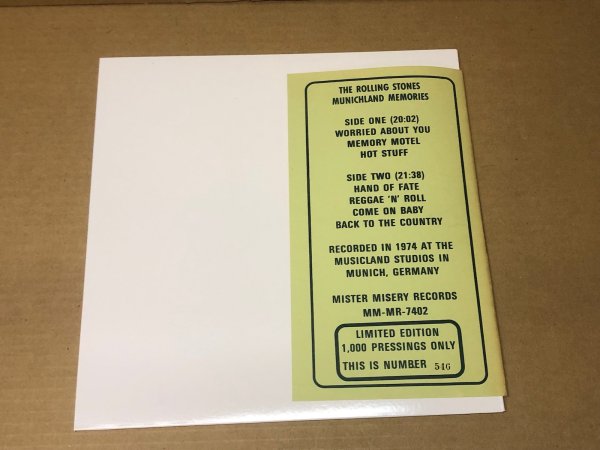 THE ROLLING STONES
MUNICHLAND MEMORIES
SIDE ONE (20:02)
WORRIED ABOUT YOU
MEMORY MOTEL
HOT STUFF
SIDE TWO (21:38)
HAND OF FATE
REGGAE 'N' ROLL
COME ON BABY
BACK TO THE COUNTRY
RECORDED IN 1974 AT THE
MUSICLAND STUDIOS IN
MUNICH, GERMANY
MISTER MISERY RECORDS
MM-MR-7402
LIMITED EDITION
1,000 PRESSINGS ONLY
THIS IS NUMBER 546